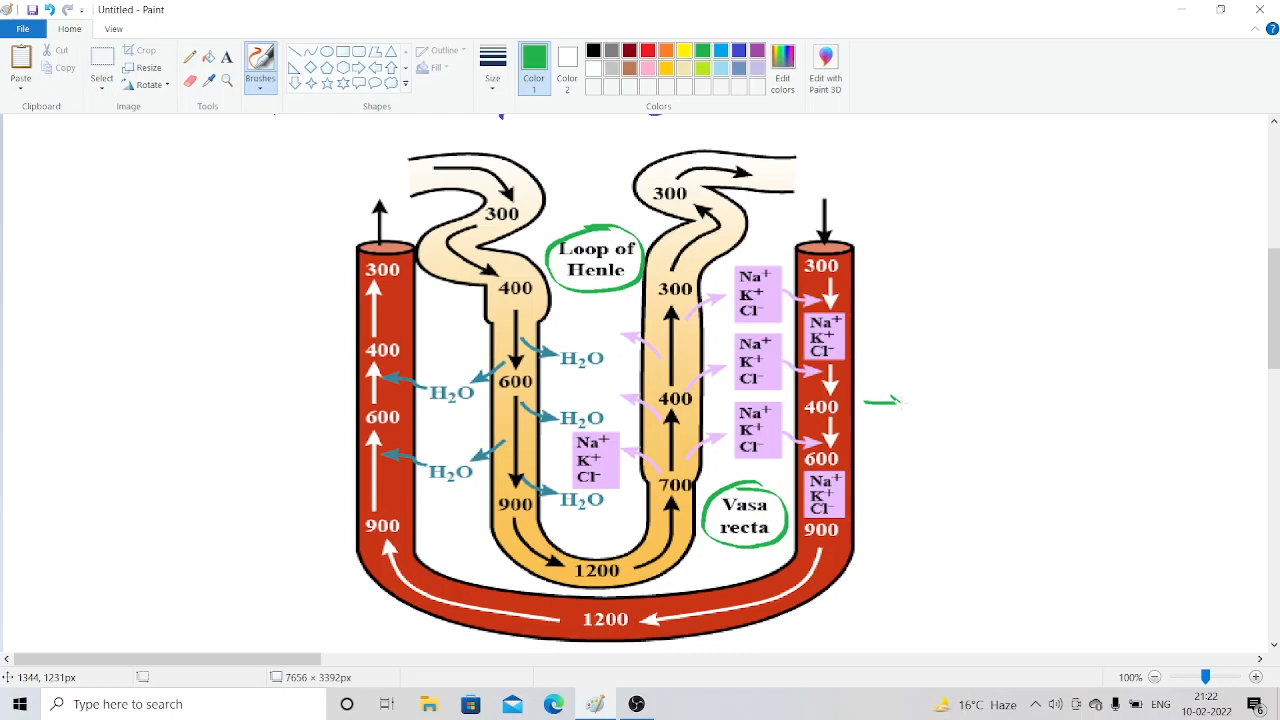 Untitled - Paint
File
Home
View
Paste
Cut
Copy
Clipboard
Select
Crop
Resize
Rotate
Image
A
Tools
Brushes
Shapes
Outline
Fill
Size
Color
1
Color
2
Colors
Edit
colors
Edit with
Paint 3D
300
300
Loop of
Henle
300
300
400
300
300
Na⁺
K⁺
Cl⁻
Na⁺
K⁺
Cl⁻
400
H₂O
H₂O
600
Na⁺
K⁺
Cl⁻
600
H₂O
400
400
Na⁺
K⁺
Cl⁻
Na⁺
K⁺
Cl⁻
600
H₂O
700
Na⁺
K⁺
Cl⁻
900
900
H₂O
Vasa
recta
900
1200
1200
1344, 1231px
7656 × 3392px
100%
Type here to search
16°C Haze
ENG
21:22
10-02-2022
6